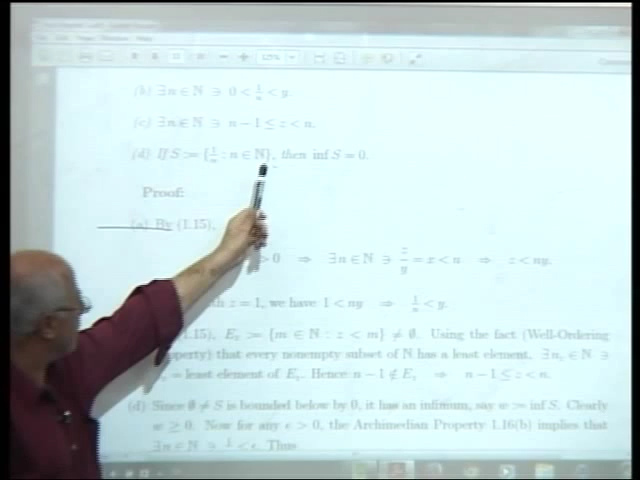 (b) ∃n ∈ ℕ ∋ 0 < 1/n < y.
(c) ∃n ∈ ℕ ∋ n − 1 ≤ z < n.
(d) If S := {1/n : n ∈ ℕ}, then inf S = 0.
Proof:
(a) By (1.15),
> 0 ⇒ ∃n ∈ ℕ ∋ z/y = x < n ⇒ z < ny.
z = 1, we have 1 < ny ⇒ 1/n < y.
1.15), E_z := {m ∈ ℕ : z < m} ≠ ∅. Using the fact (Well-Ordering
that every nonempty subset of ℕ has a least element. ∃n_z ∈ ℕ ∋
= least element of E_z. Hence n − 1 ∉ E_z ⇒ n − 1 ≤ z < n.
(d) Since ∅ ≠ S is bounded below by 0, it has an infimum, say w := inf S. Clearly
w ≥ 0. Now for any ϵ > 0, the Archimedian Property 1.16(b) implies that
∃n ∈ ℕ ∋ 1/n < ϵ. Thus